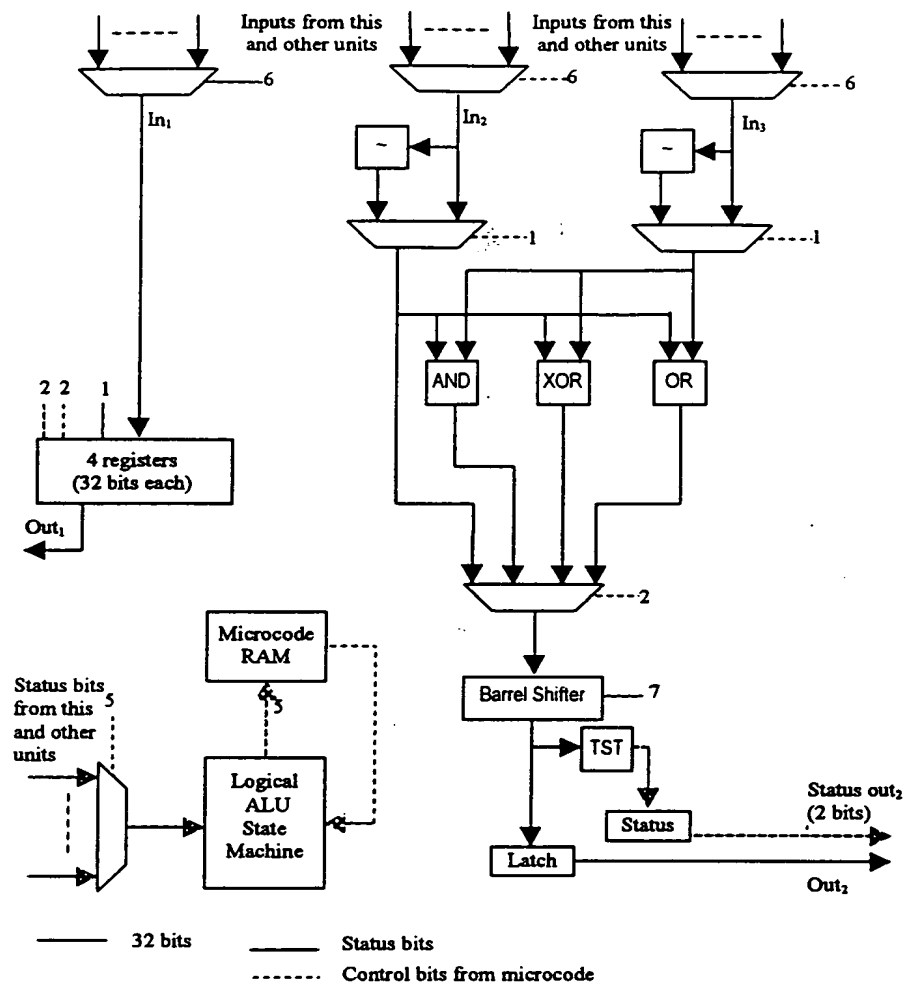 Inputs from this
and other units
Inputs from this
and other units
6
6
6
In₁
In₂
In₃
~
~
1
1
2 2 1
AND
XOR
OR
4 registers
(32 bits each)
Out₁
2
Microcode
RAM
Status bits
from this
and other
units
5
5
Barrel Shifter
7
TST
Logical
ALU
State
Machine
Status
Status out₂
(2 bits)
Latch
Out₂
32 bits
Status bits
Control bits from microcode